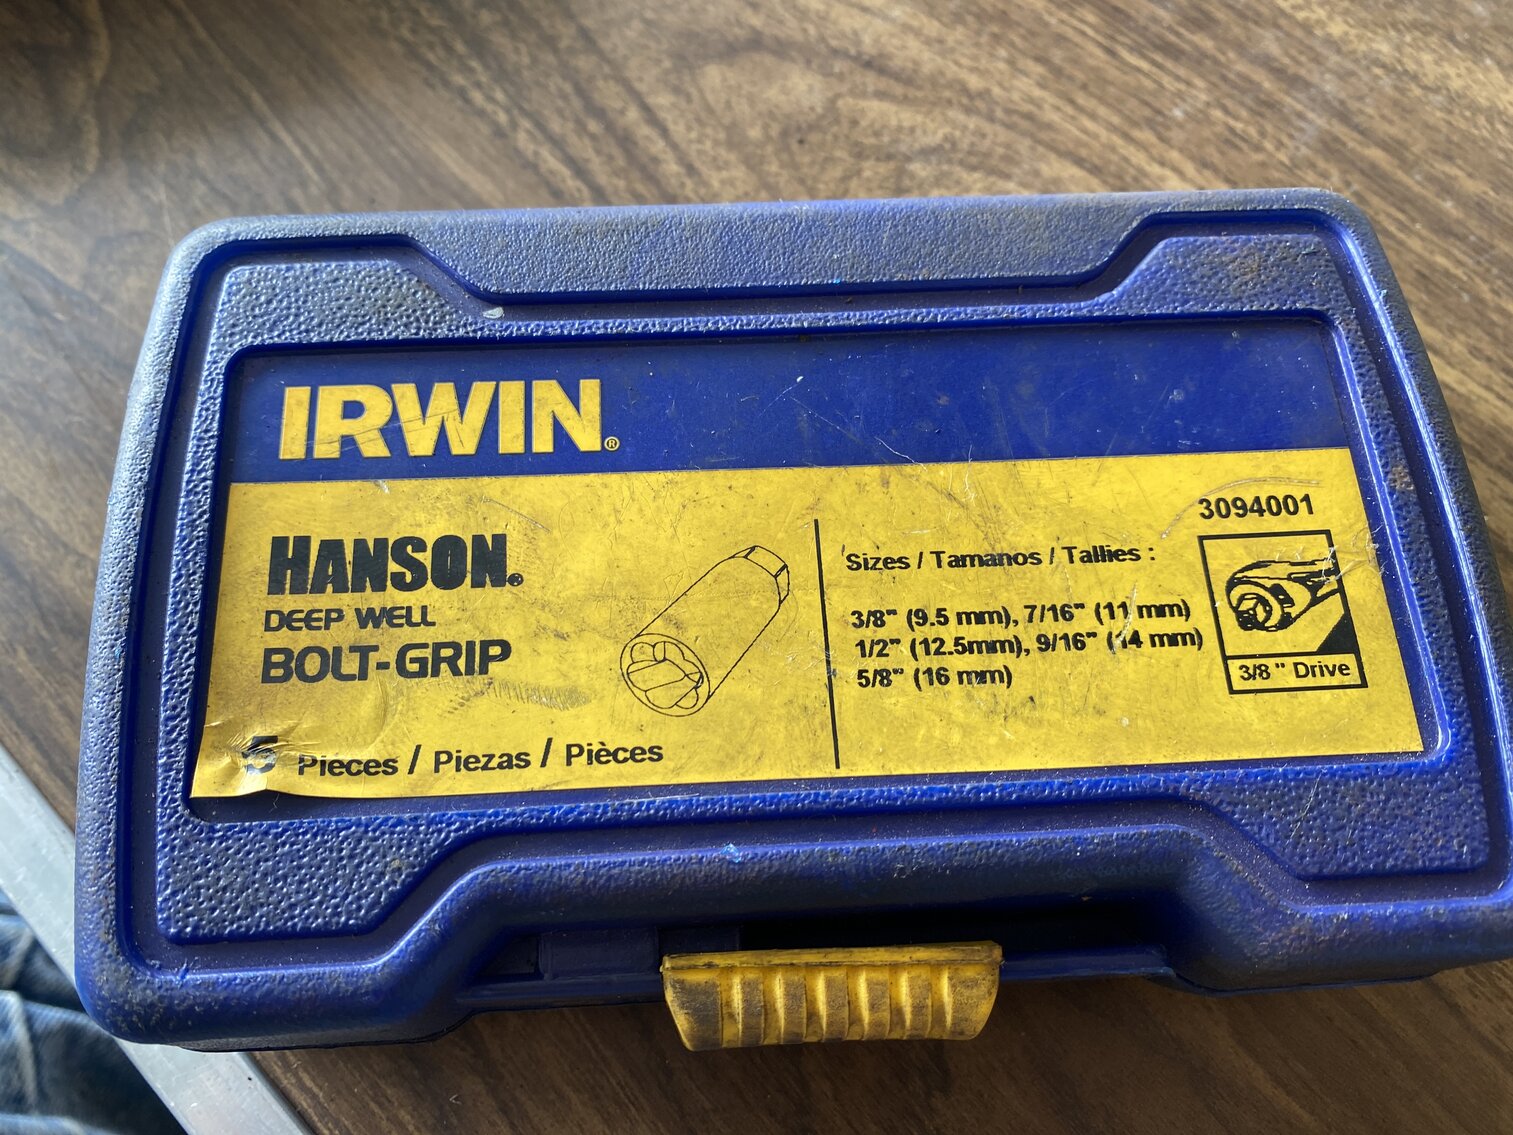 IRWIN®
HANSON®
DEEP WELL
BOLT-GRIP
5 Pieces / Piezas / Pièces
Sizes / Tamanos / Tallies :
3/8" (9.5 mm), 7/16" (11 mm)
1/2" (12.5mm), 9/16" (14 mm)
5/8" (16 mm)
3094001
3/8 " Drive